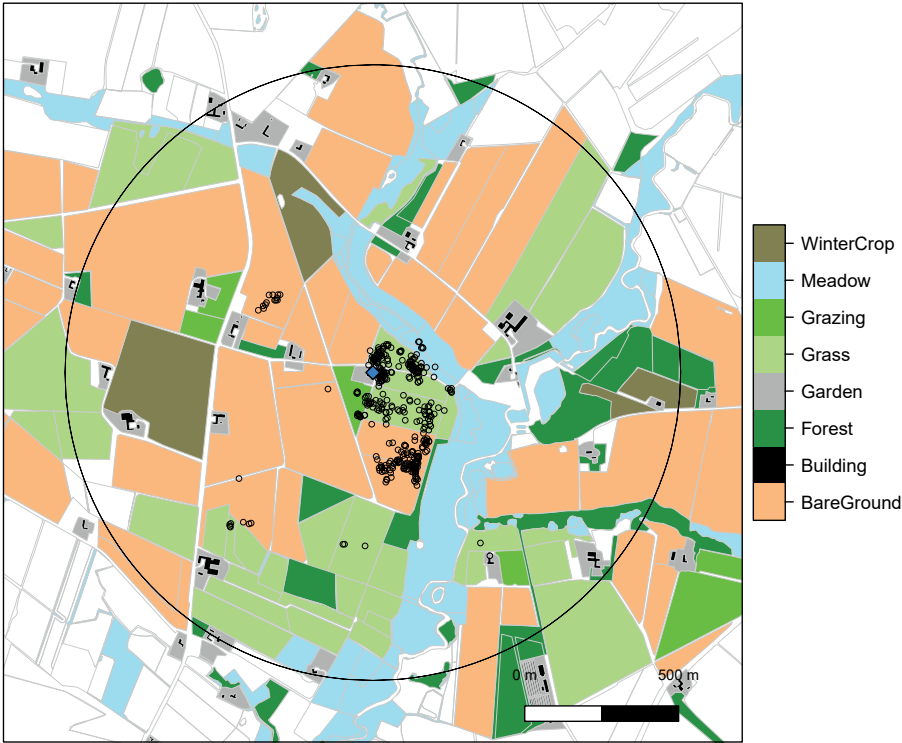 WinterCrop
Meadow
Grazing
Grass
Garden
Forest
Building
BareGround
0 m 500 m